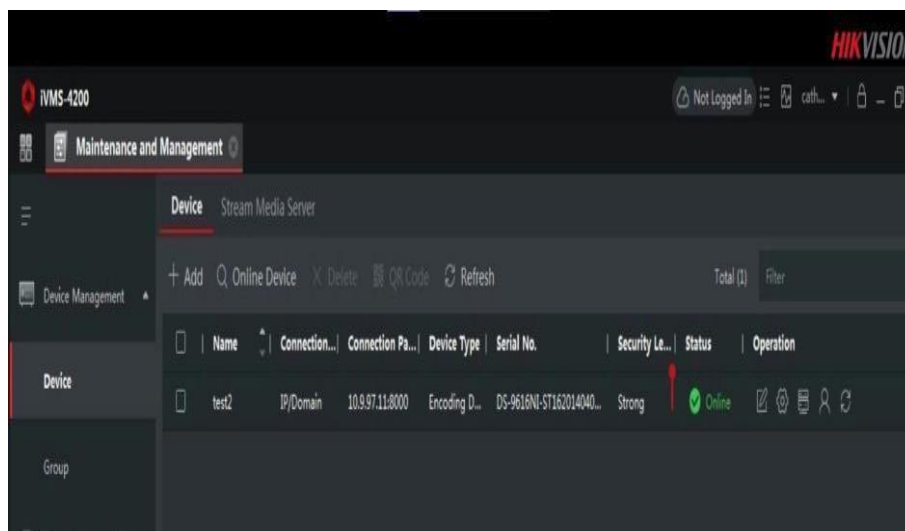 HIKVISIO
iVMS-4200
Not Logged In
cath...
Maintenance and Management
Device Stream Media Server
Add Online Device Delete QR Code Refresh Total (1) Filter
Device Management
Name Connection... Connection Pa... Device Type Serial No. Security Le... Status Operation
Device
test2 IP/Domain 10.9.97.11:8000 Encoding D... DS-9616NI-ST162014040... Strong Online
Group